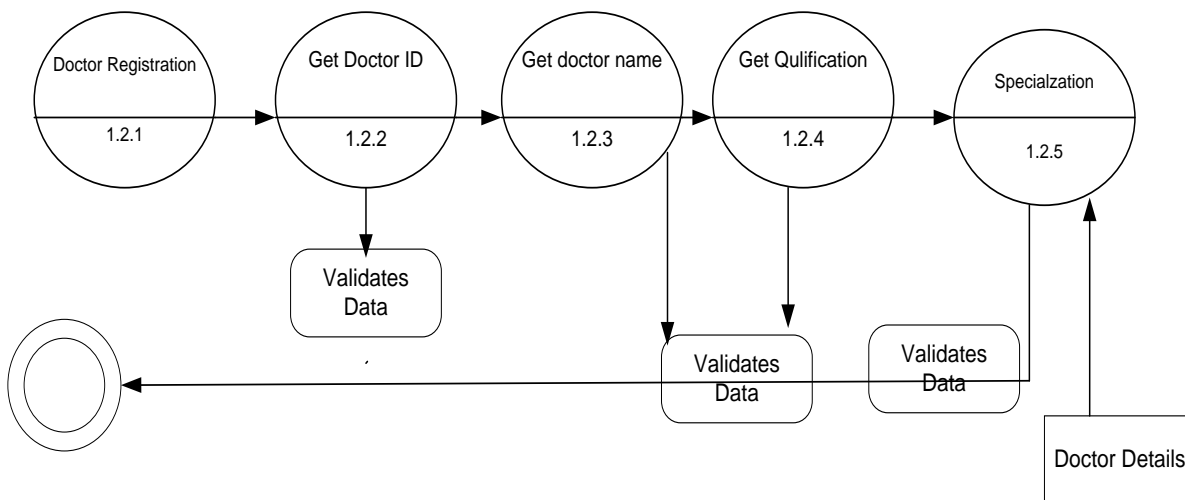 Doctor Registration
1.2.1
Get Doctor ID
1.2.2
Get doctor name
1.2.3
Get Qulification
1.2.4
Specialzation
1.2.5
Validates
Data
Validates
Data
Validates
Data
Doctor Details